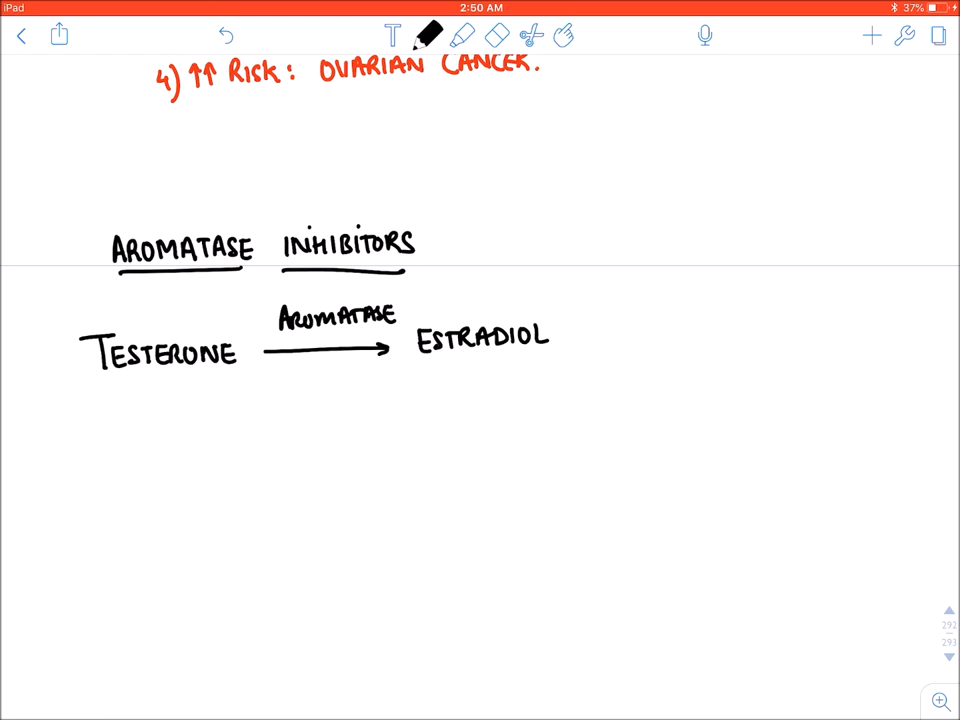 iPad
2:50 AM
37%
T
4) ↑↑ RISK: OVARIAN CANCER.
AROMATASE INHIBITORS
AROMATASE
TESTERONE → ESTRADIOL
292
293